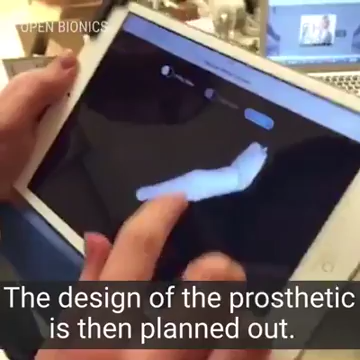 OPEN BIONICS
The design of the prosthetic
is then planned out.